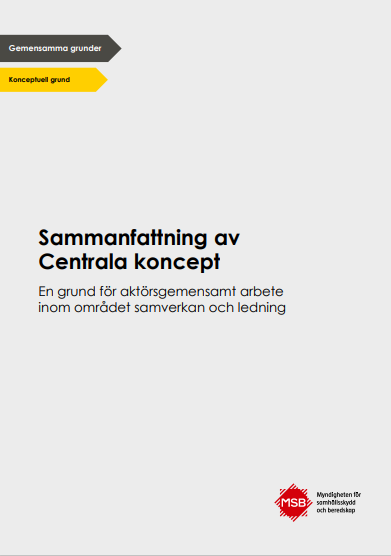 Gemensamma grunder
Konceptuell grund
Sammanfattning av
Centrala koncept
En grund för aktörsgemensamt arbete
inom området samverkan och ledning
MSB
Myndigheten för
samhällsskydd
och beredskap